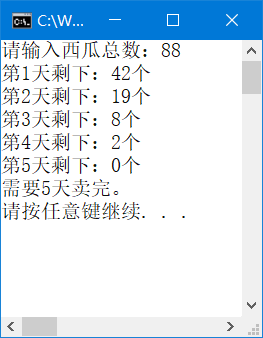 C:\W...
请输入西瓜总数：88
第1天剩下：42个
第2天剩下：19个
第3天剩下：8个
第4天剩下：2个
第5天剩下：0个
需要5天卖完。
请按任意键继续. . .